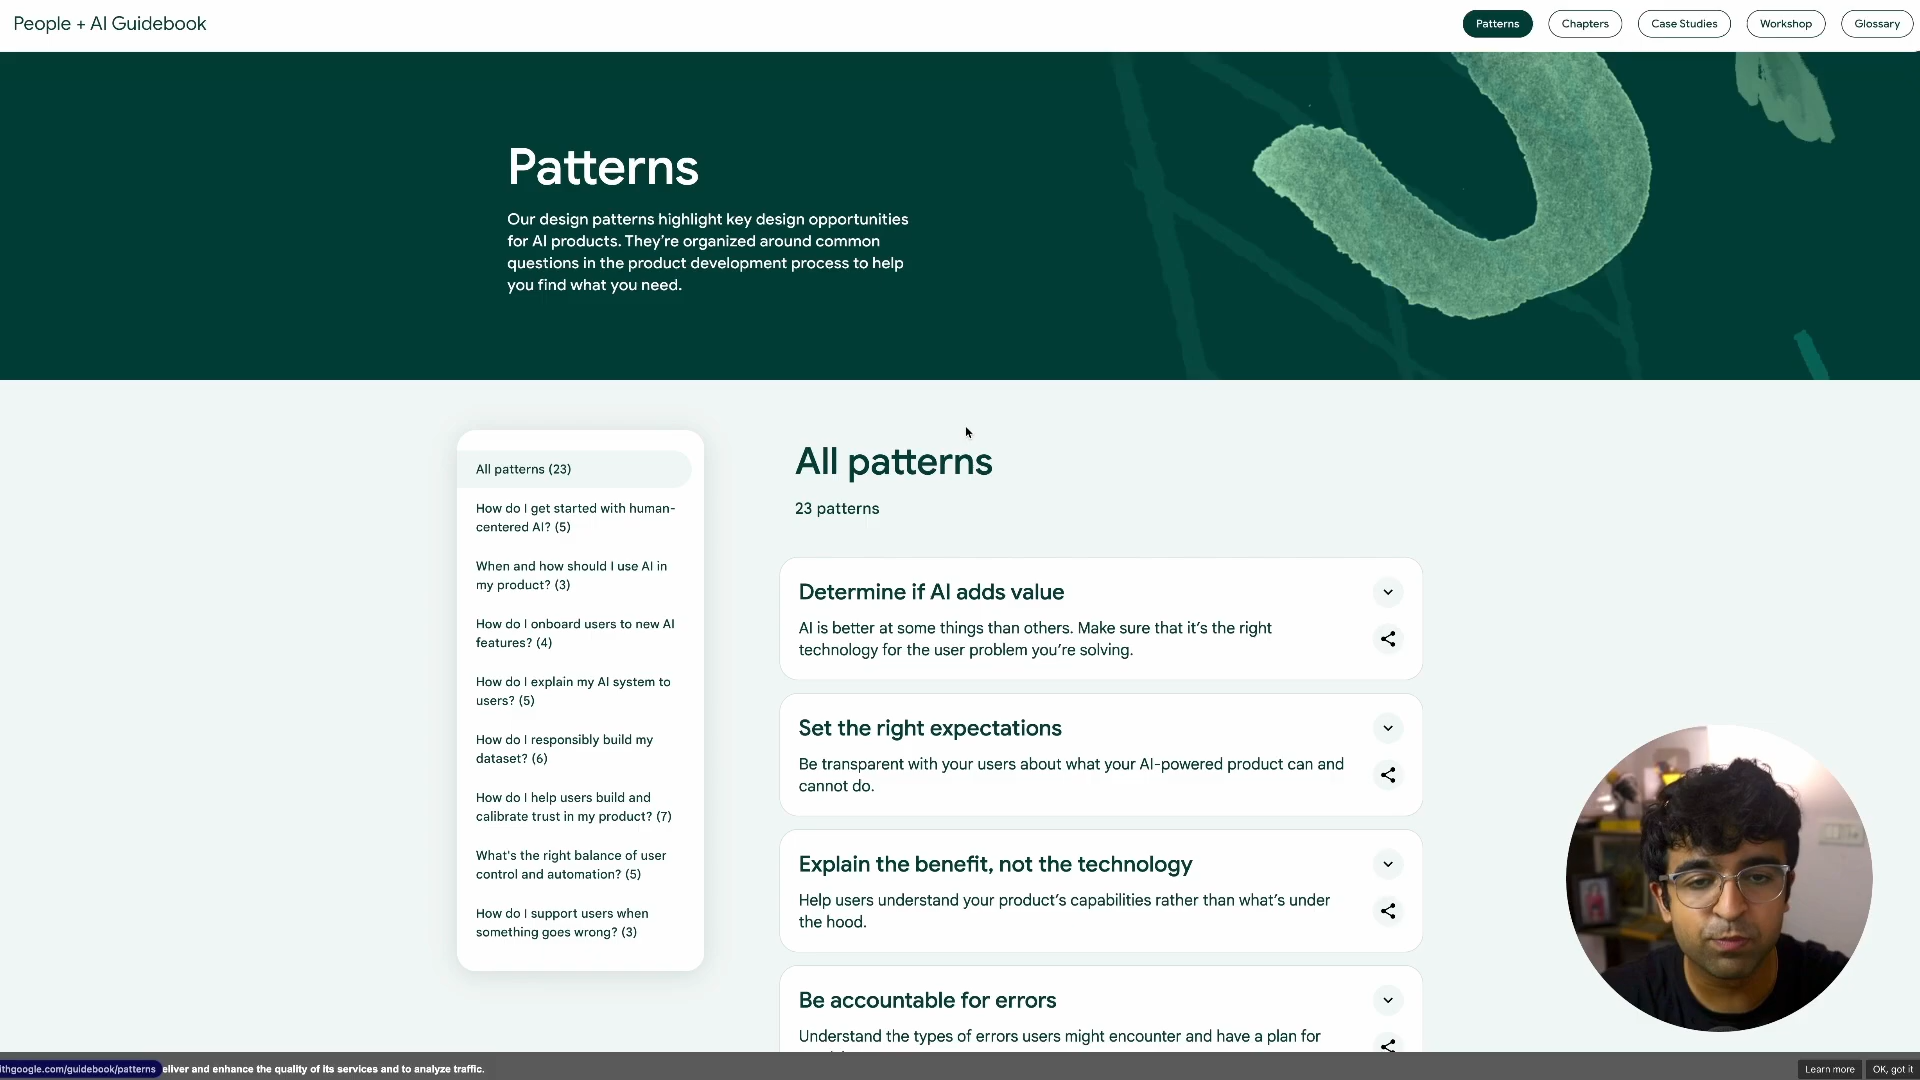 People + AI Guidebook
Patterns
Chapters
Case Studies
Workshop
Glossary
Patterns
Our design patterns highlight key design opportunities
for AI products. They’re organized around common
questions in the product development process to help
you find what you need.
All patterns (23)
How do I get started with human-
centered AI? (5)
When and how should I use AI in
my product? (3)
How do I onboard users to new AI
features? (4)
How do I explain my AI system to
users? (5)
How do I responsibly build my
dataset? (6)
How do I help users build and
calibrate trust in my product? (7)
What's the right balance of user
control and automation? (5)
How do I support users when
something goes wrong? (3)
All patterns
23 patterns
Determine if AI adds value
AI is better at some things than others. Make sure that it’s the right
technology for the user problem you’re solving.
Set the right expectations
Be transparent with your users about what your AI-powered product can and
cannot do.
Explain the benefit, not the technology
Help users understand your product’s capabilities rather than what’s under
the hood.
Be accountable for errors
Understand the types of errors users might encounter and have a plan for
ithgoogle.com/guidebook/patterns
eliver and enhance the quality of its services and to analyze traffic.
Learn more
OK, got it